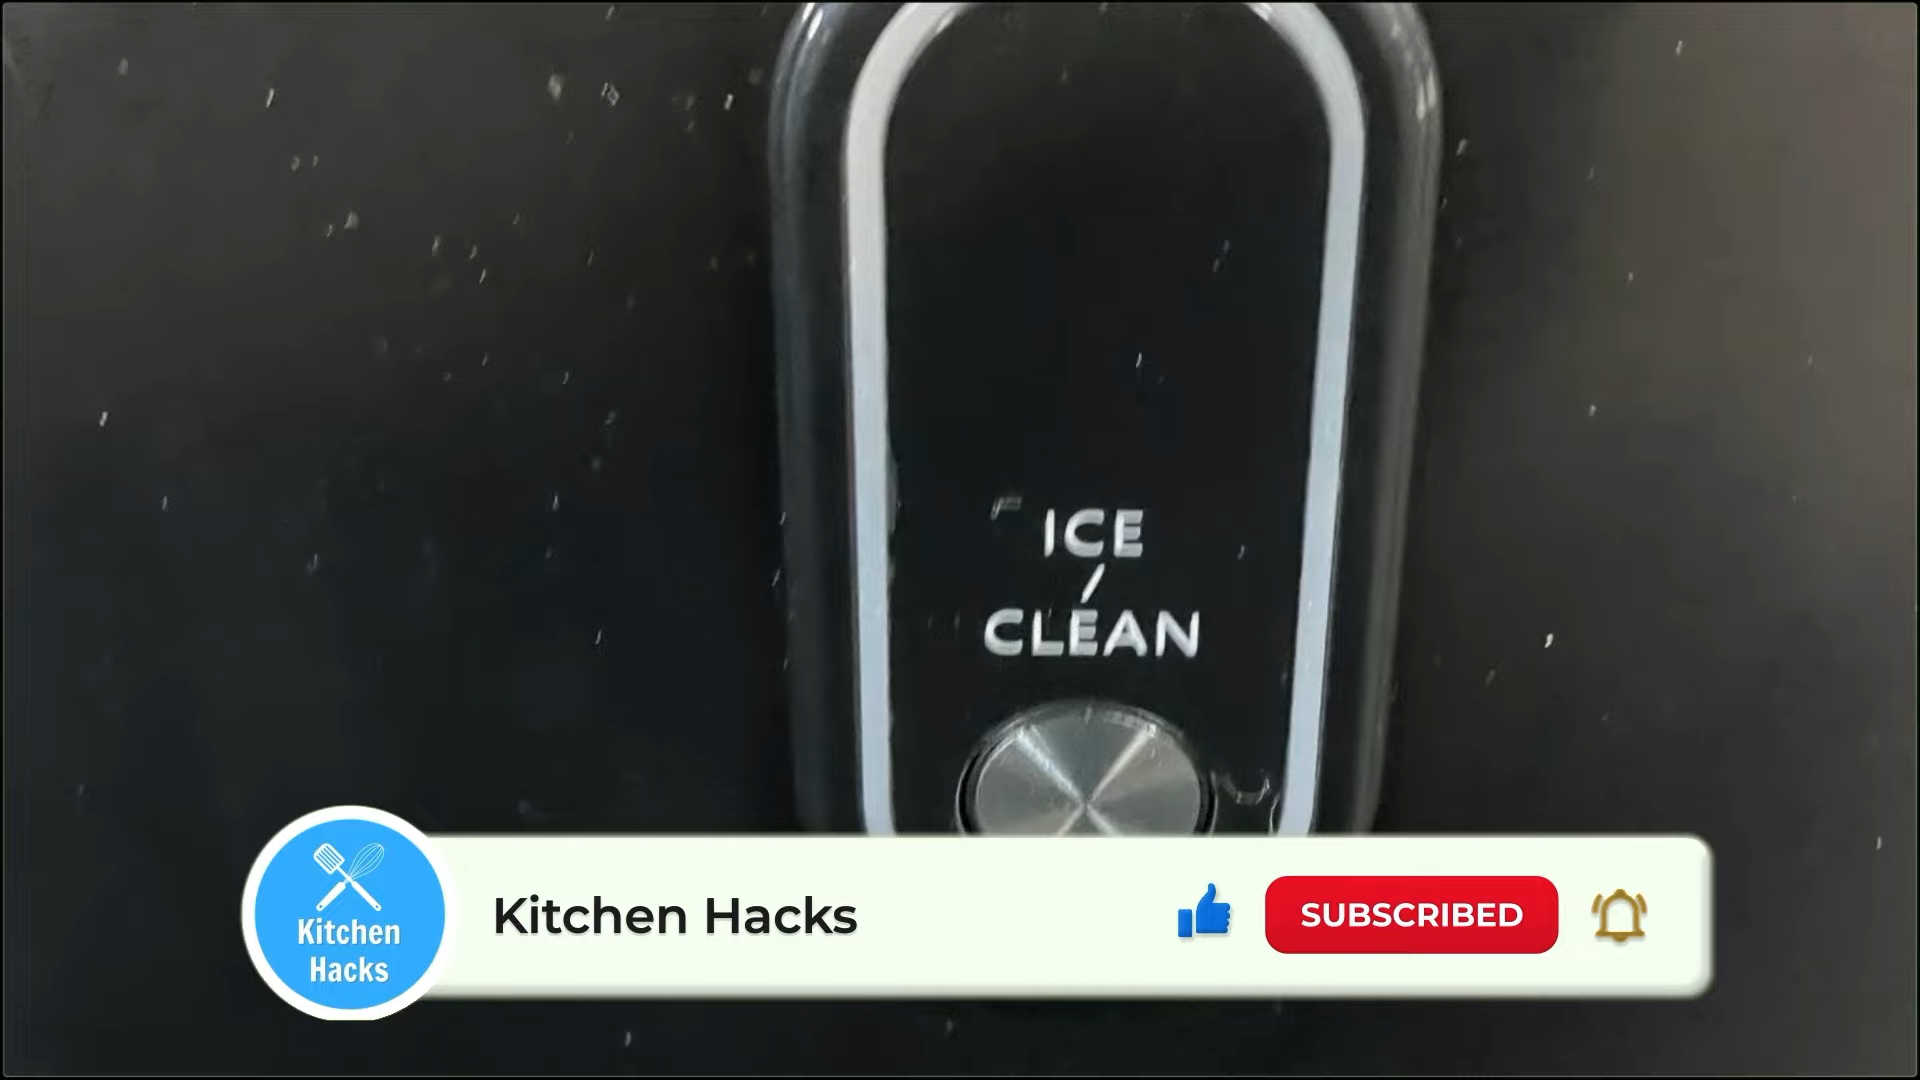 ICE
/
CLEAN
Kitchen
Hacks
Kitchen Hacks
SUBSCRIBED